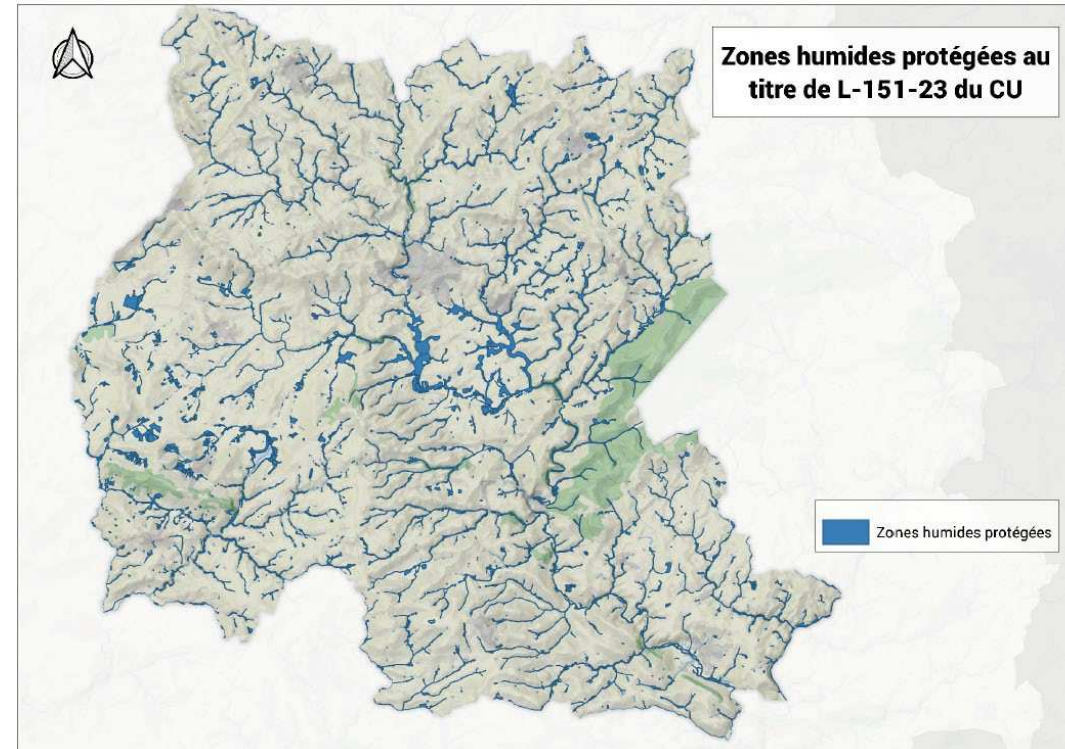 Zones humides protégées au
titre de L-151-23 du CU
Zones humides protégées